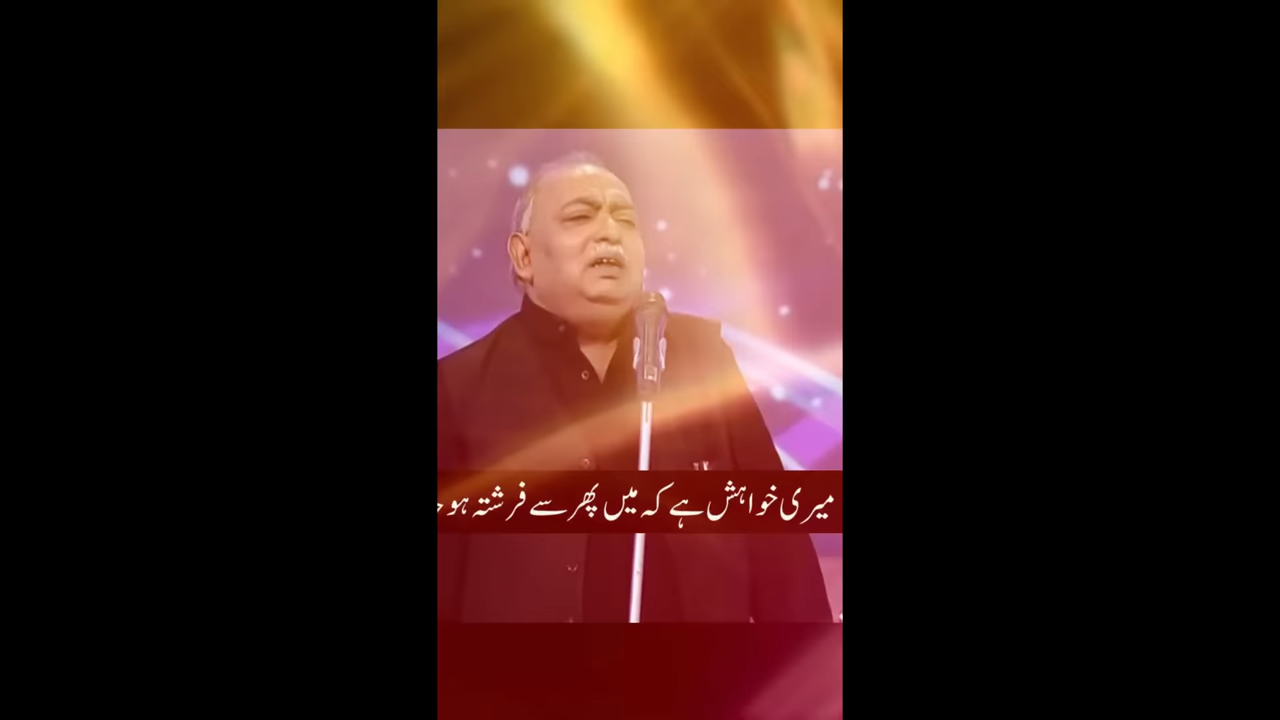 میری خواہش ہے کہ میں پھر سے فرشتہ ہو